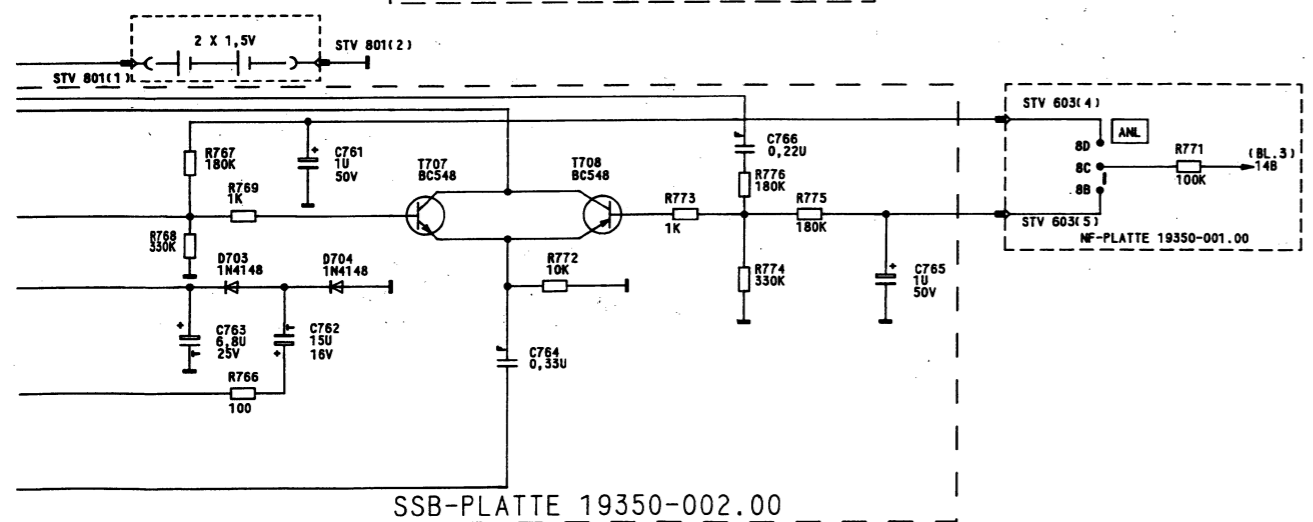 2 X 1,5V
STV 801(1)
STV 801(2)
STV 603(4)
ANL
8D
8C
8B
R771
100K
(BL.3)
14B
STV 603(5)
NF-PLATTE 19350-001.00
R767
180K
C761
1U
50V
R769
1K
R768
330K
T707
BC548
T708
BC548
C766
0,22U
R776
180K
R773
1K
R775
180K
R774
330K
C765
1U
50V
D703
1N4148
D704
1N4148
R772
10K
C763
6,8U
25V
C762
15U
16V
C764
0,33U
R766
100
SSB-PLATTE 19350-002.00